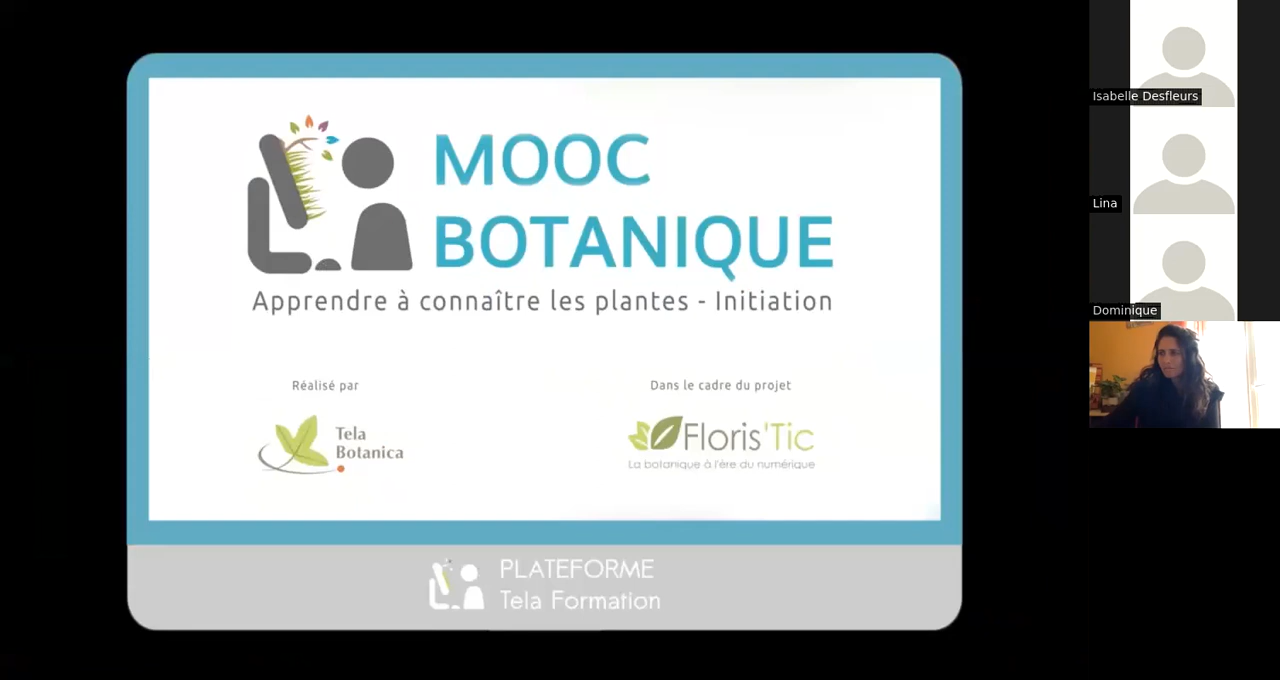 MOOC
BOTANIQUE
Apprendre à connaître les plantes - Initiation
Réalisé par
Tela
Botanica
Dans le cadre du projet
Floris'Tic
La botanique à l'ère du numérique
PLATEFORME
Tela Formation
Isabelle Desfleurs
Lina
Dominique